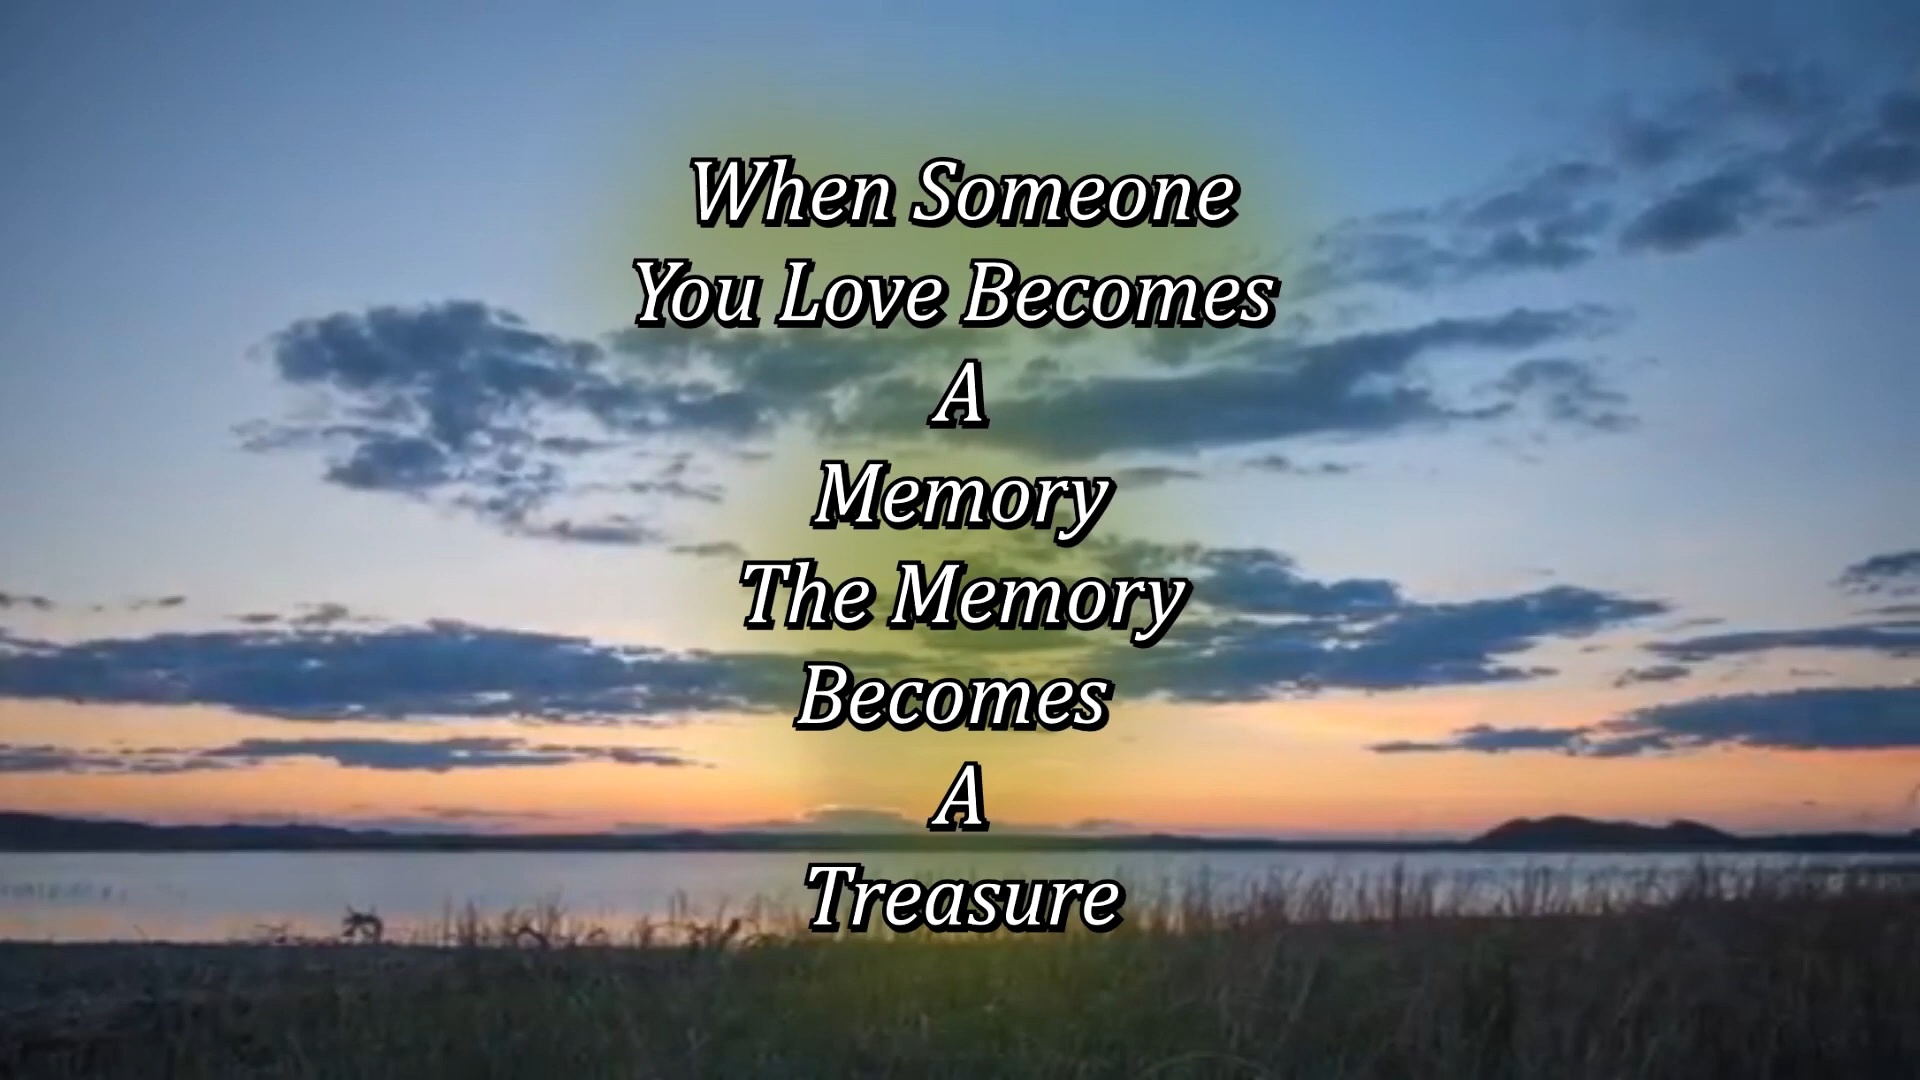 When Someone
You Love Becomes
A
Memory
The Memory
Becomes
A
Treasure